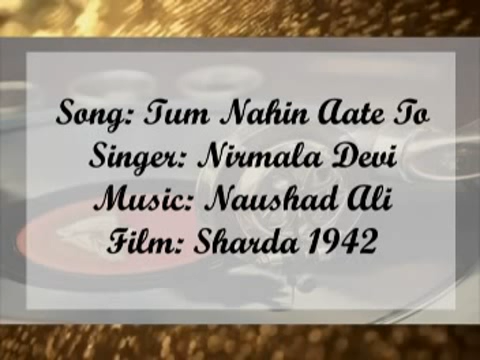 Song: Tum Nahin Aate To
Singer: Nirmala Devi
Music: Naushad Ali
Film: Sharda 1942